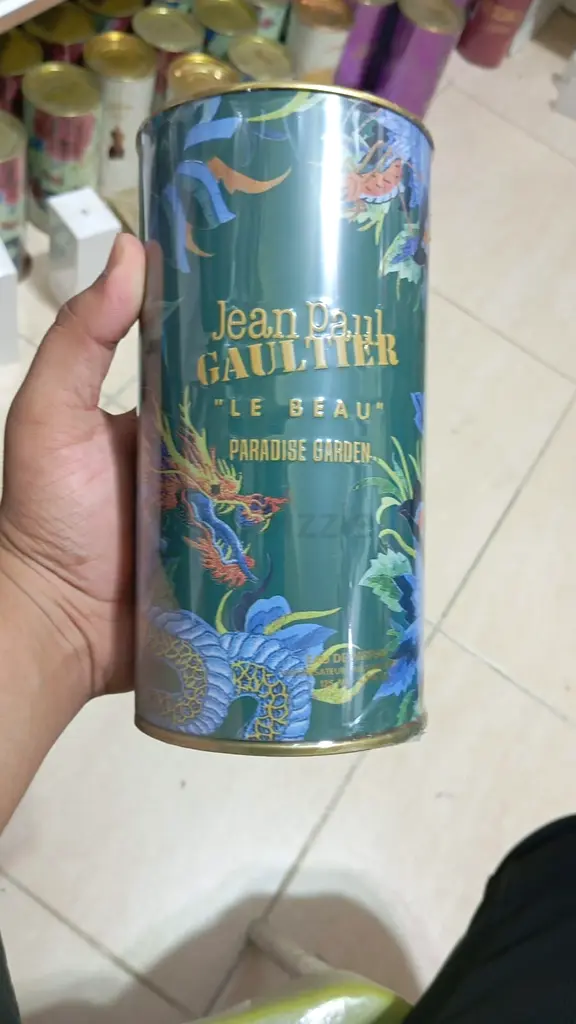 Jean Paul
GAULTIER
"LE BEAU"
PARADISE GARDEN